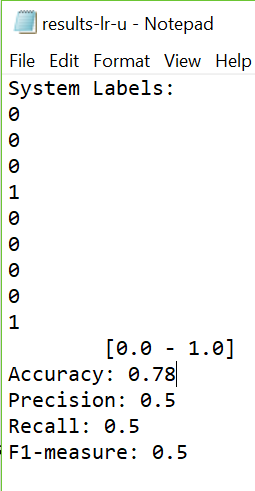 results-lr-u - Notepad
File Edit Format View Help
System Labels:
0
0
0
1
0
0
0
0
1
[0.0 - 1.0]
Accuracy: 0.78
Precision: 0.5
Recall: 0.5
F1-measure: 0.5